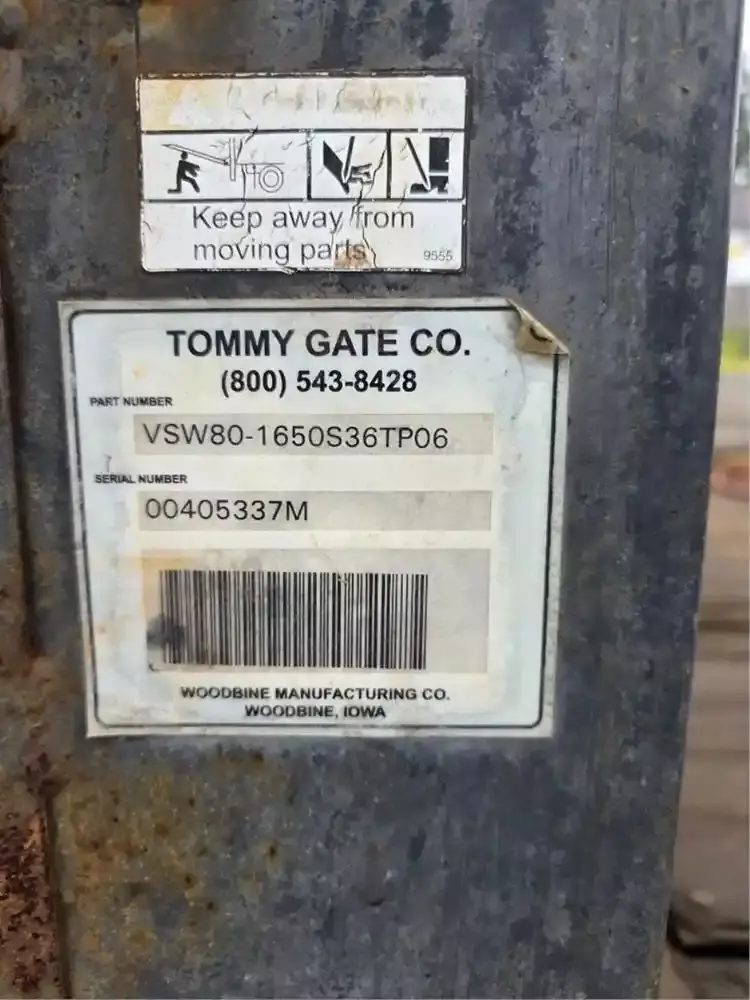 Keep away from
moving parts
9555
TOMMY GATE CO.
(800) 543-8428
PART NUMBER
VSW80-1650S36TP06
SERIAL NUMBER
00405337M
WOODBINE MANUFACTURING CO.
WOODBINE, IOWA